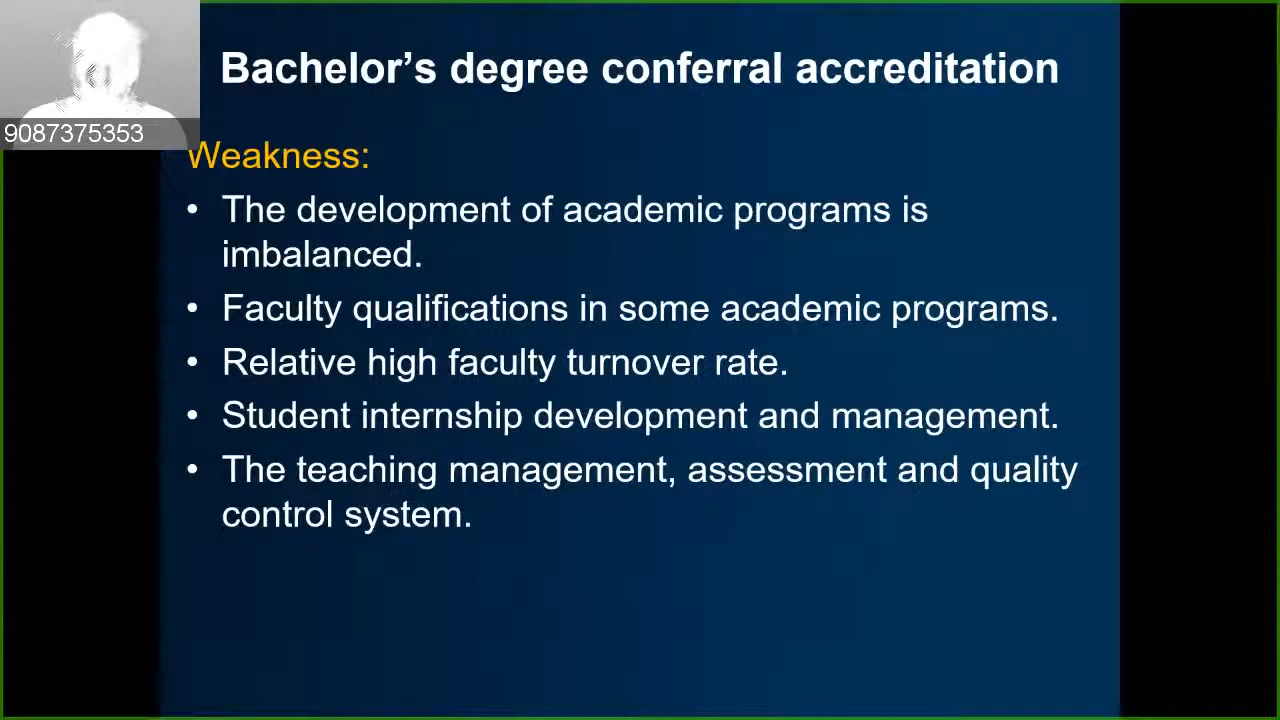 Bachelor’s degree conferral accreditation
9087375353
Weakness:
• The development of academic programs is
imbalanced.
• Faculty qualifications in some academic programs.
• Relative high faculty turnover rate.
• Student internship development and management.
• The teaching management, assessment and quality
control system.